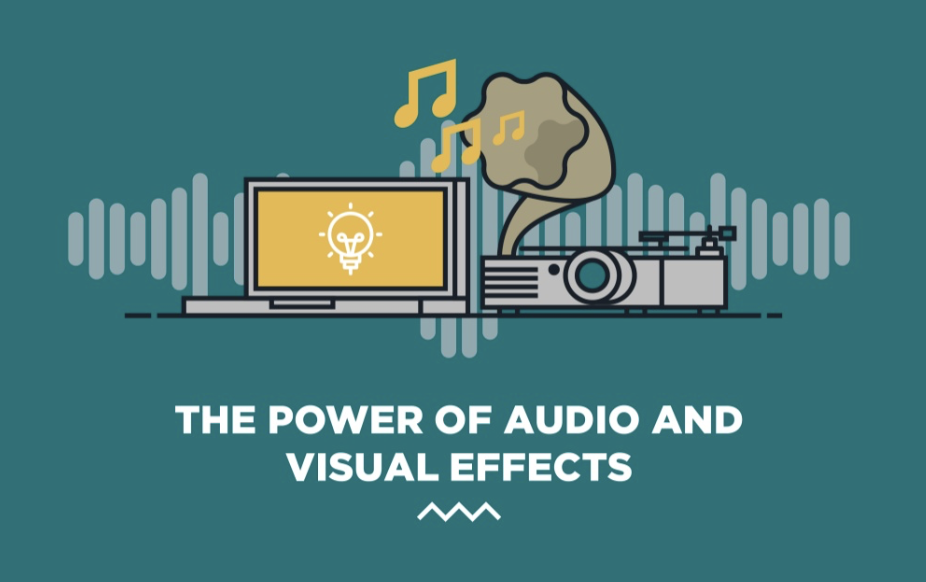 THE POWER OF AUDIO AND
VISUAL EFFECTS